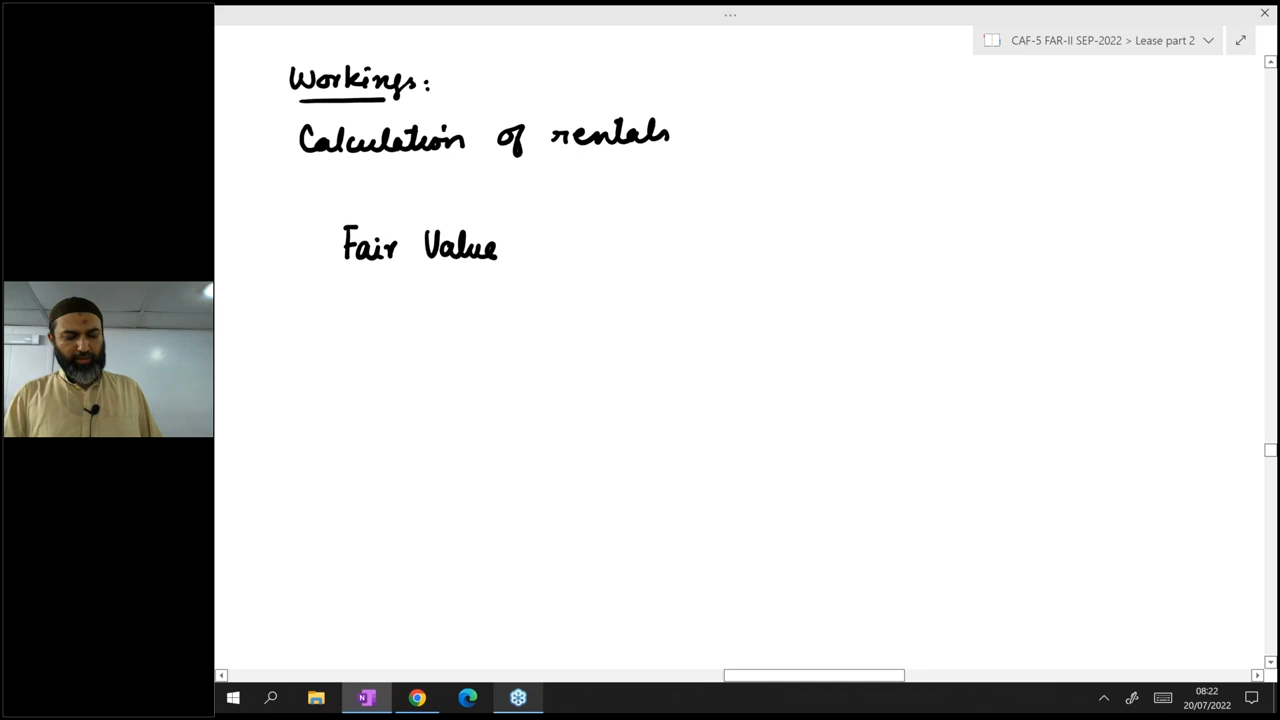 CAF-5 FAR-II SEP-2022 > Lease part 2
Workings:
Calculation of rentals
Fair Value
08:22
20/07/2022